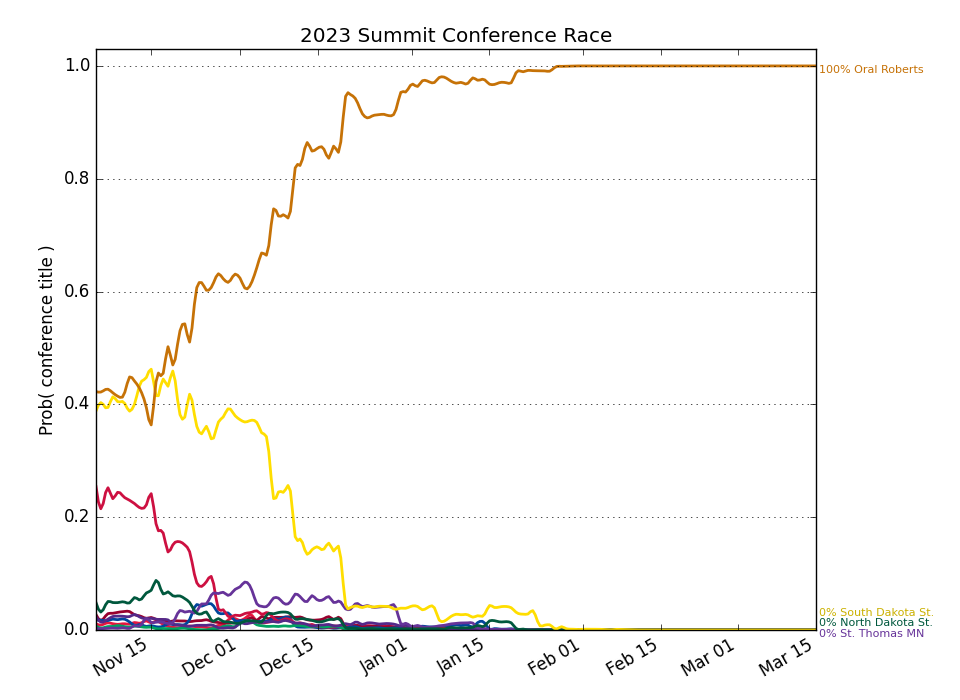 2023 Summit Conference Race
1.0
0.8
0.6
0.4
0.2
0.0
Prob( conference title )
100% Oral Roberts
0% South Dakota St.
0% North Dakota St.
0% St. Thomas MN
Nov 15
Dec 01
Dec 15
Jan 01
Jan 15
Feb 01
Feb 15
Mar 01
Mar 15